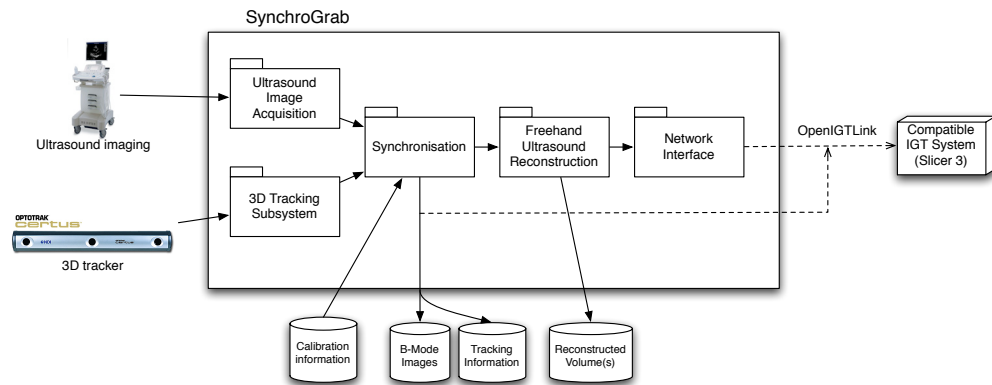 SynchroGrab
Ultrasound
Image
Acquisition
Ultrasound imaging
Synchronisation
Freehand
Ultrasound
Reconstruction
Network
Interface
OpenIGTLink
Compatible
IGT System
(Slicer 3)
3D Tracking
Subsystem
OPTOTRAK
certus
NDI
3D tracker
Calibration
information
B-Mode
Images
Tracking
Information
Reconstructed
Volume(s)